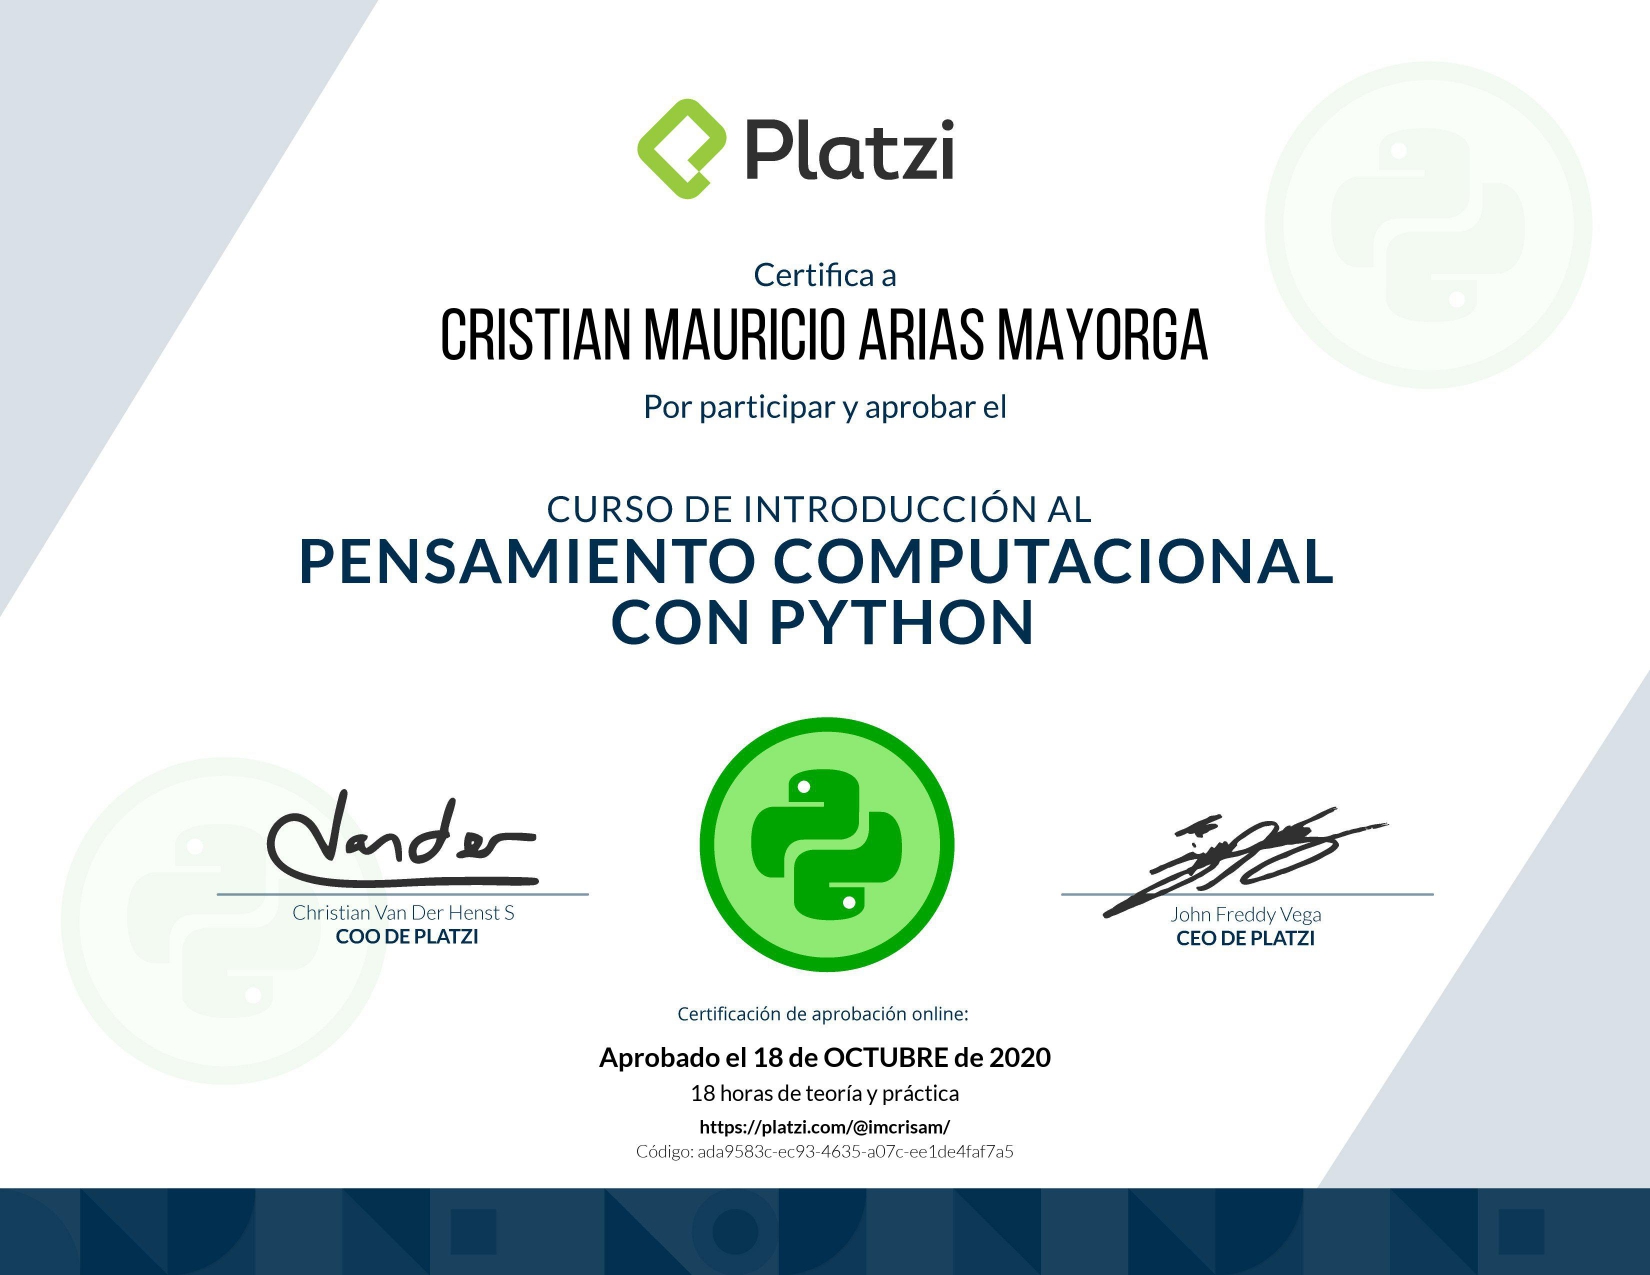 Platzi
Certifica a
CRISTIAN MAURICIO ARIAS MAYORGA
Por participar y aprobar el
CURSO DE INTRODUCCIÓN AL
PENSAMIENTO COMPUTACIONAL
CON PYTHON
Vander
Christian Van Der Henst S
COO DE PLATZI
John Freddy Vega
CEO DE PLATZI
Certificación de aprobación online:
Aprobado el 18 de OCTUBRE de 2020
18 horas de teoría y práctica
https://platzi.com/@imcrisam/
Código: ada9583c-ec93-4635-a07c-ee1de4faf7a5